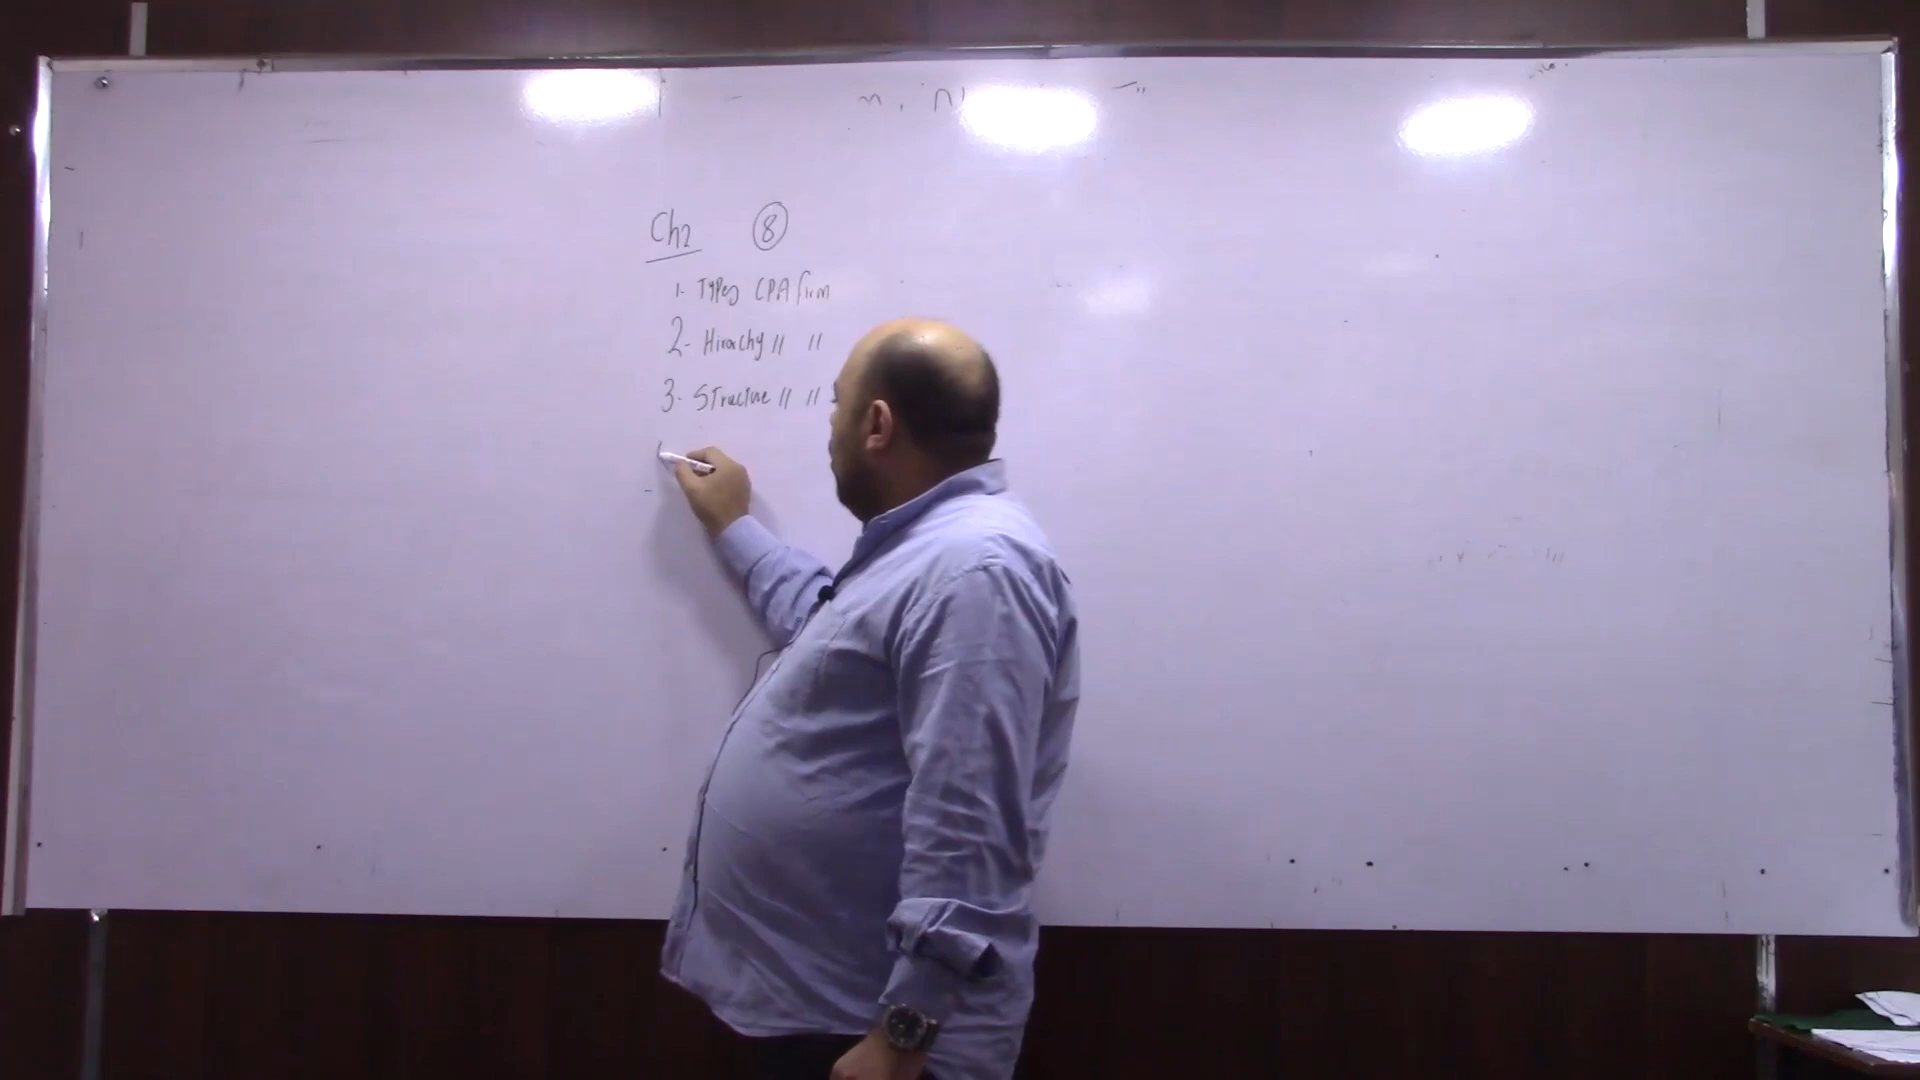 Ch2 8
1- Types CPA firm
2- Hirachy " "
3- Structure " "